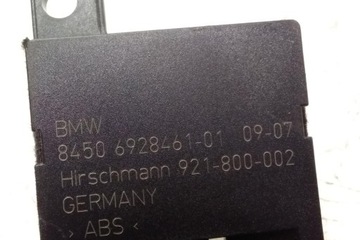 BMW
8450 6928461-01 09-07
Hirschmann 921-800-002
GERMANY
> ABS <